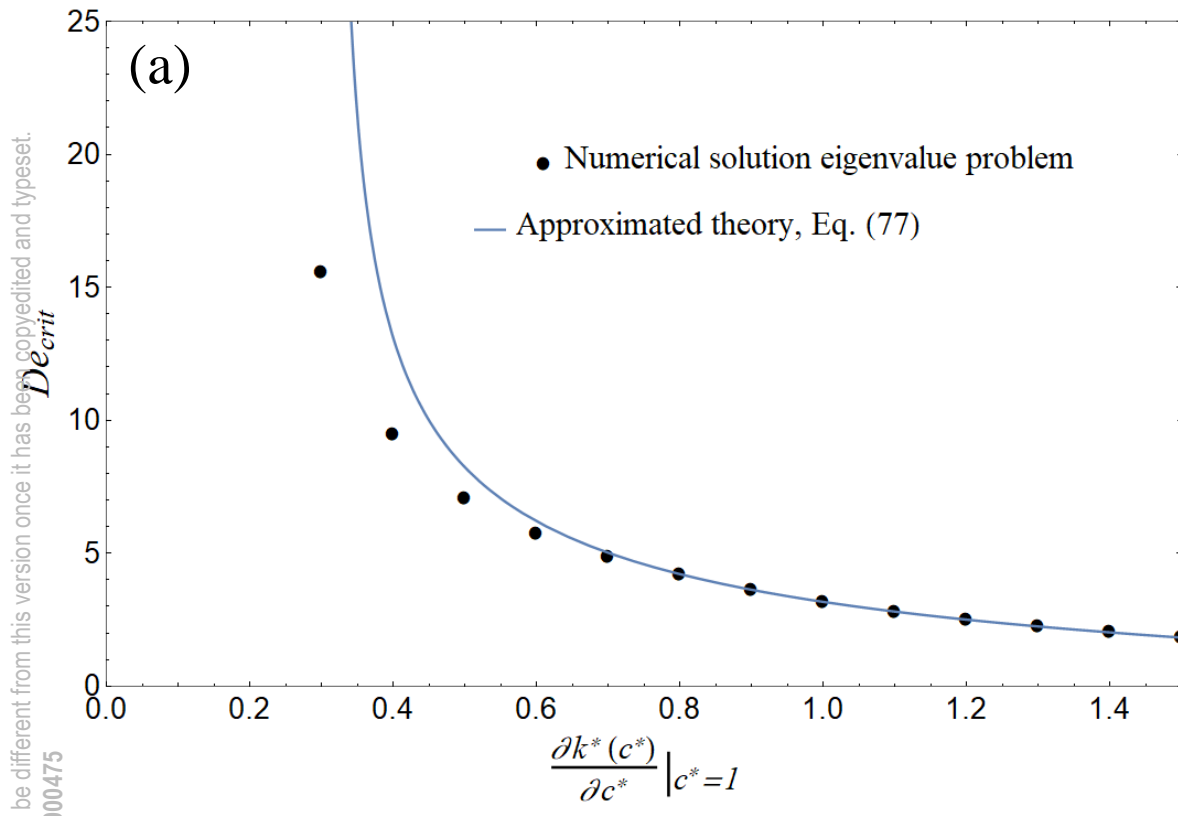 (a)
25
20
15
10
5
0
De_crit
Numerical solution eigenvalue problem
Approximated theory, Eq. (77)
0.0 0.2 0.4 0.6 0.8 1.0 1.2 1.4
∂k*(c*)
∂c* |c*=1
be different from this version once it has been copyedited and typeset.